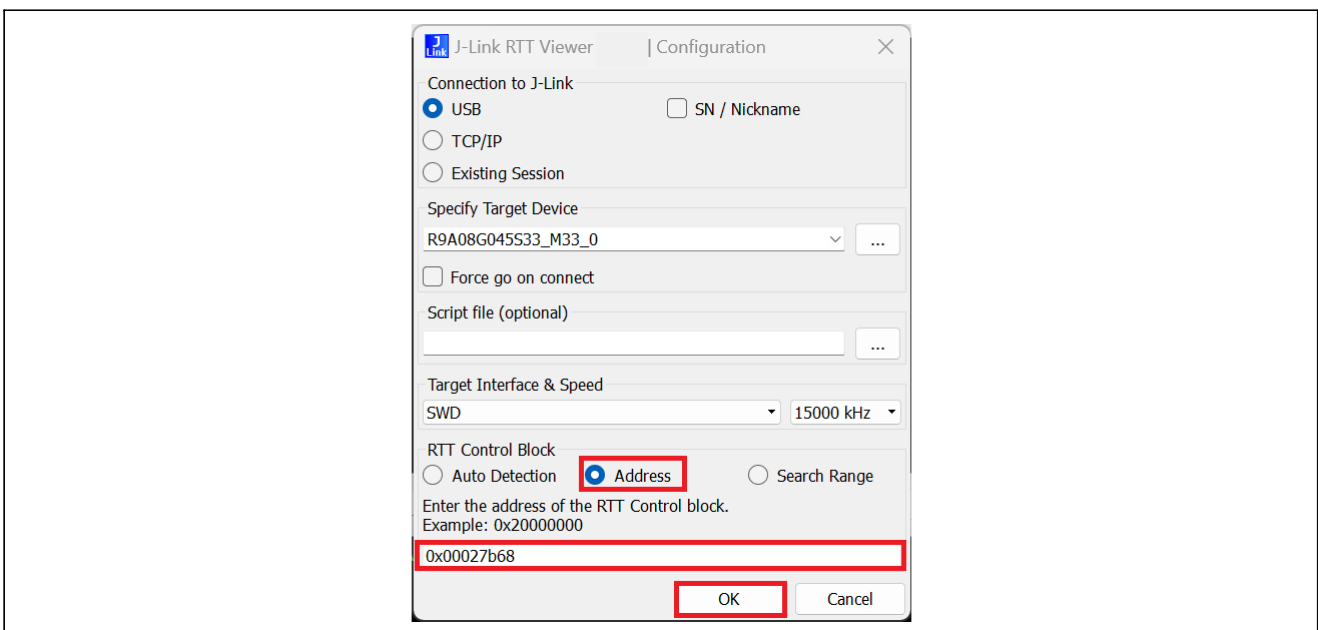 J Link J-Link RTT Viewer | Configuration
Connection to J-Link
USB SN / Nickname
TCP/IP
Existing Session
Specify Target Device
R9A08G045S33_M33_0 ...
Force go on connect
Script file (optional)
...
Target Interface & Speed
SWD 15000 kHz
RTT Control Block
Auto Detection Address Search Range
Enter the address of the RTT Control block.
Example: 0x20000000
0x00027b68
OK Cancel